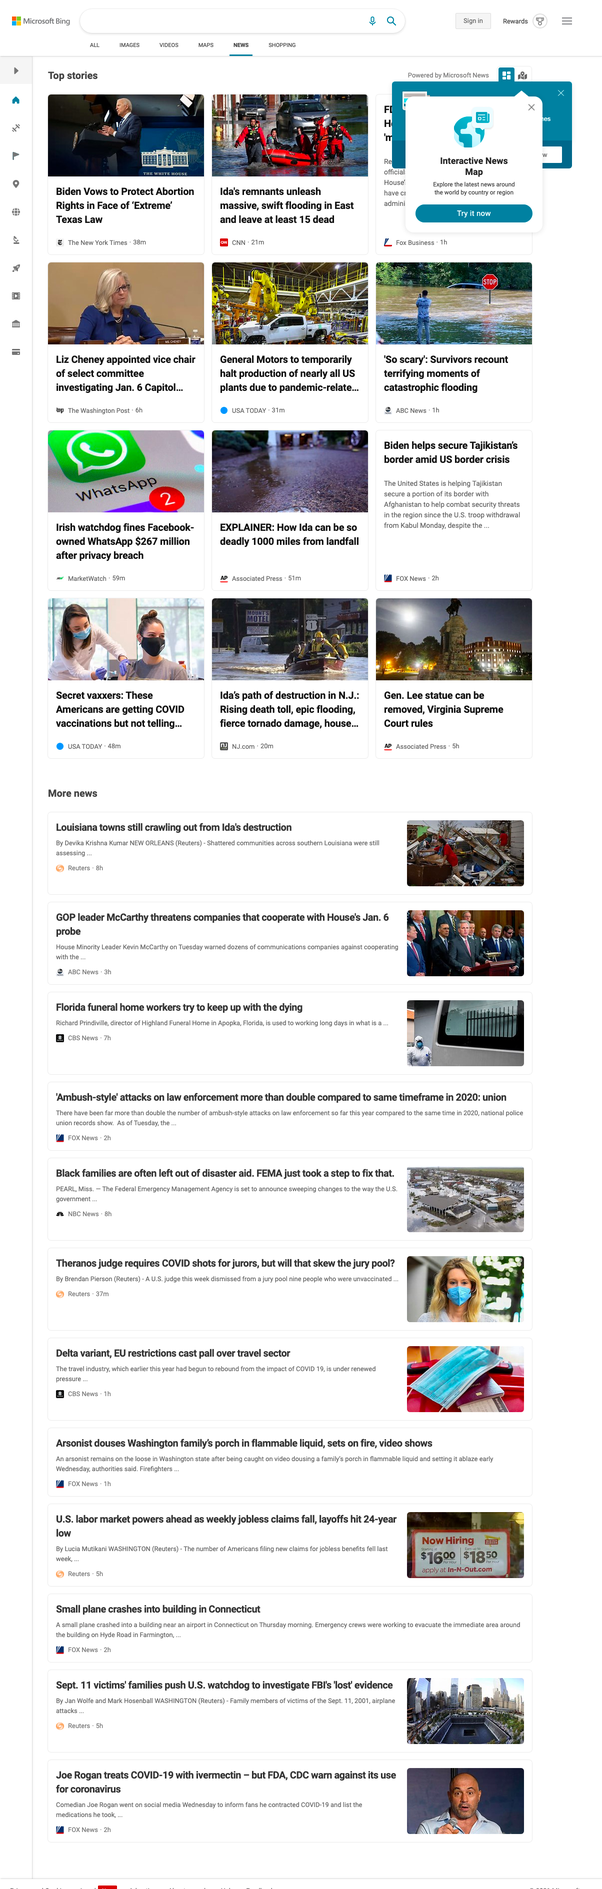 Microsoft Bing
Sign in
Rewards
ALL
IMAGES
VIDEOS
MAPS
NEWS
SHOPPING
Top stories
Powered by Microsoft News
Interactive News
Map
Explore the latest news around
the world by country or region
Try it now
Biden Vows to Protect Abortion
Rights in Face of 'Extreme'
Texas Law
The New York Times · 38m
Ida's remnants unleash
massive, swift flooding in East
and leave at least 15 dead
CNN · 21m
Fox Business · 1h
Liz Cheney appointed vice chair
of select committee
investigating Jan. 6 Capitol...
The Washington Post · 6h
General Motors to temporarily
halt production of nearly all US
plants due to pandemic-relate...
USA TODAY · 31m
STOP
'So scary': Survivors recount
terrifying moments of
catastrophic flooding
ABC News · 1h
WhatsApp
2
Irish watchdog fines Facebook-
owned WhatsApp $267 million
after privacy breach
MarketWatch · 59m
EXPLAINER: How Ida can be so
deadly 1000 miles from landfall
Associated Press · 51m
Biden helps secure Tajikistan's
border amid US border crisis
The United States is helping Tajikistan
secure a portion of its border with
Afghanistan to help combat security threats
in the region since the U.S. troop withdrawal
from Kabul Monday, despite the ...
FOX News · 2h
Secret vaxxers: These
Americans are getting COVID
vaccinations but not telling...
USA TODAY · 48m
Ida's path of destruction in N.J.:
Rising death toll, epic flooding,
fierce tornado damage, house...
NJ.com · 20m
Gen. Lee statue can be
removed, Virginia Supreme
Court rules
Associated Press · 5h
More news
Louisiana towns still crawling out from Ida's destruction
By Devika Krishna Kumar NEW ORLEANS (Reuters) - Shattered communities across southern Louisiana were still
assessing ...
Reuters · 8h
GOP leader McCarthy threatens companies that cooperate with House's Jan. 6
probe
House Minority Leader Kevin McCarthy on Tuesday warned dozens of communications companies against cooperating
with the ...
ABC News · 3h
Florida funeral home workers try to keep up with the dying
Richard Prindiville, director of Highland Funeral Home in Apopka, Florida, is used to working long days in what is a ...
CBS News · 7h
'Ambush-style' attacks on law enforcement more than double compared to same timeframe in 2020: union
There have been far more than double the number of ambush-style attacks on law enforcement so far this year compared to the same time in 2020, national police
union records show. As of Tuesday, the ...
FOX News · 2h
Black families are often left out of disaster aid. FEMA just took a step to fix that.
PEARL, Miss. — The Federal Emergency Management Agency is set to announce sweeping changes to the way the U.S.
government ...
NBC News · 8h
Theranos judge requires COVID shots for jurors, but will that skew the jury pool?
By Brendan Pierson (Reuters) - A U.S. judge this week dismissed from a jury pool nine people who were unvaccinated ...
Reuters · 37m
Delta variant, EU restrictions cast pall over travel sector
The travel industry, which earlier this year had begun to rebound from the impact of COVID 19, is under renewed
pressure ...
CBS News · 1h
Arsonist douses Washington family's porch in flammable liquid, sets on fire, video shows
An arsonist remains on the loose in Washington state after being caught on video dousing a family's porch in flammable liquid and setting it ablaze early
Wednesday, authorities said. Firefighters ...
FOX News · 1h
U.S. labor market powers ahead as weekly jobless claims fall, layoffs hit 24-year
low
By Lucia Mutikani WASHINGTON (Reuters) - The number of Americans filing new claims for jobless benefits fell last
week, ...
Reuters · 5h
Now Hiring
$16.00 $18.50
apply at In-N-Out.com
Small plane crashes into building in Connecticut
A small plane crashed into a building near an airport in Connecticut on Thursday morning. Emergency crews were working to evacuate the immediate area around
the building on Hyde Road in Farmington, ...
FOX News · 2h
Sept. 11 victims' families push U.S. watchdog to investigate FBI's 'lost' evidence
By Jan Wolfe and Mark Hosenball WASHINGTON (Reuters) - Family members of victims of the Sept. 11, 2001, airplane
attacks ...
Reuters · 5h
Joe Rogan treats COVID-19 with ivermectin – but FDA, CDC warn against its use
for coronavirus
Comedian Joe Rogan went on social media Wednesday to inform fans he contracted COVID-19 and list the
medications he took, ...
FOX News · 2h